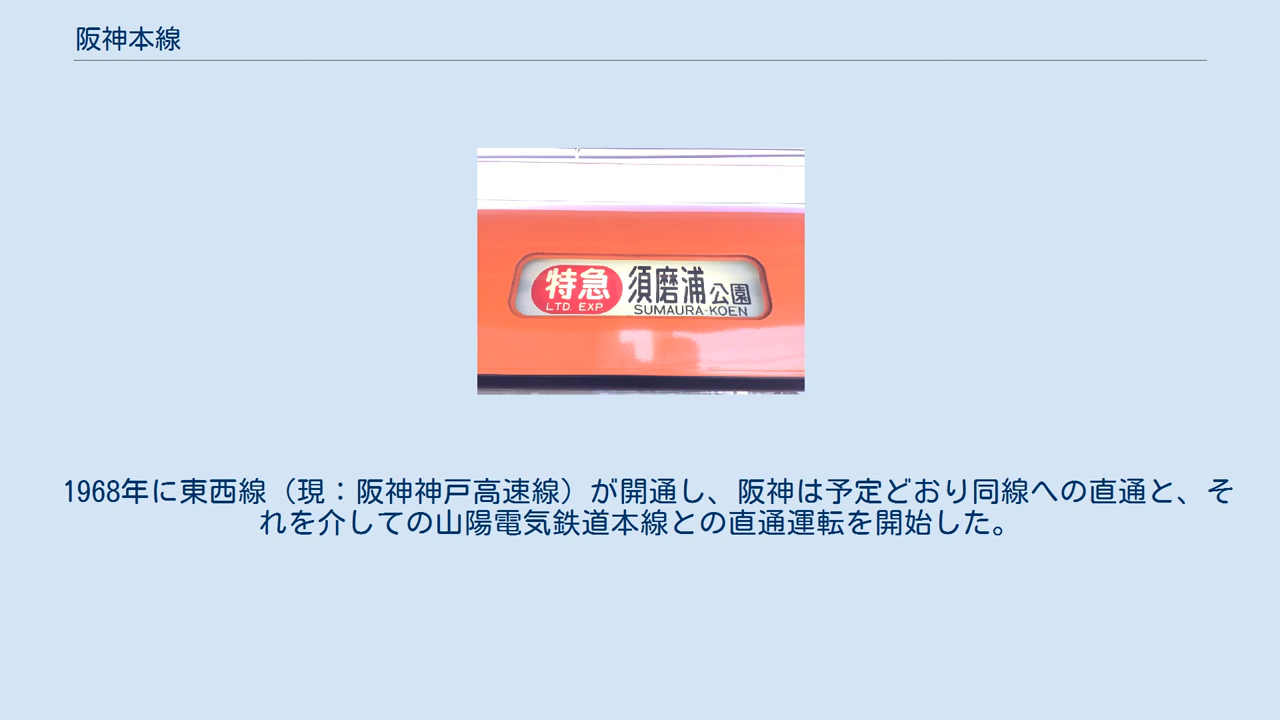 阪神本線
特急 須磨浦公園
LTD. EXP. SUMAURA-KOEN
1968年に東西線（現：阪神神戸高速線）が開通し、阪神は予定どおり同線への直通と、そ
れを介しての山陽電気鉄道本線との直通運転を開始した。